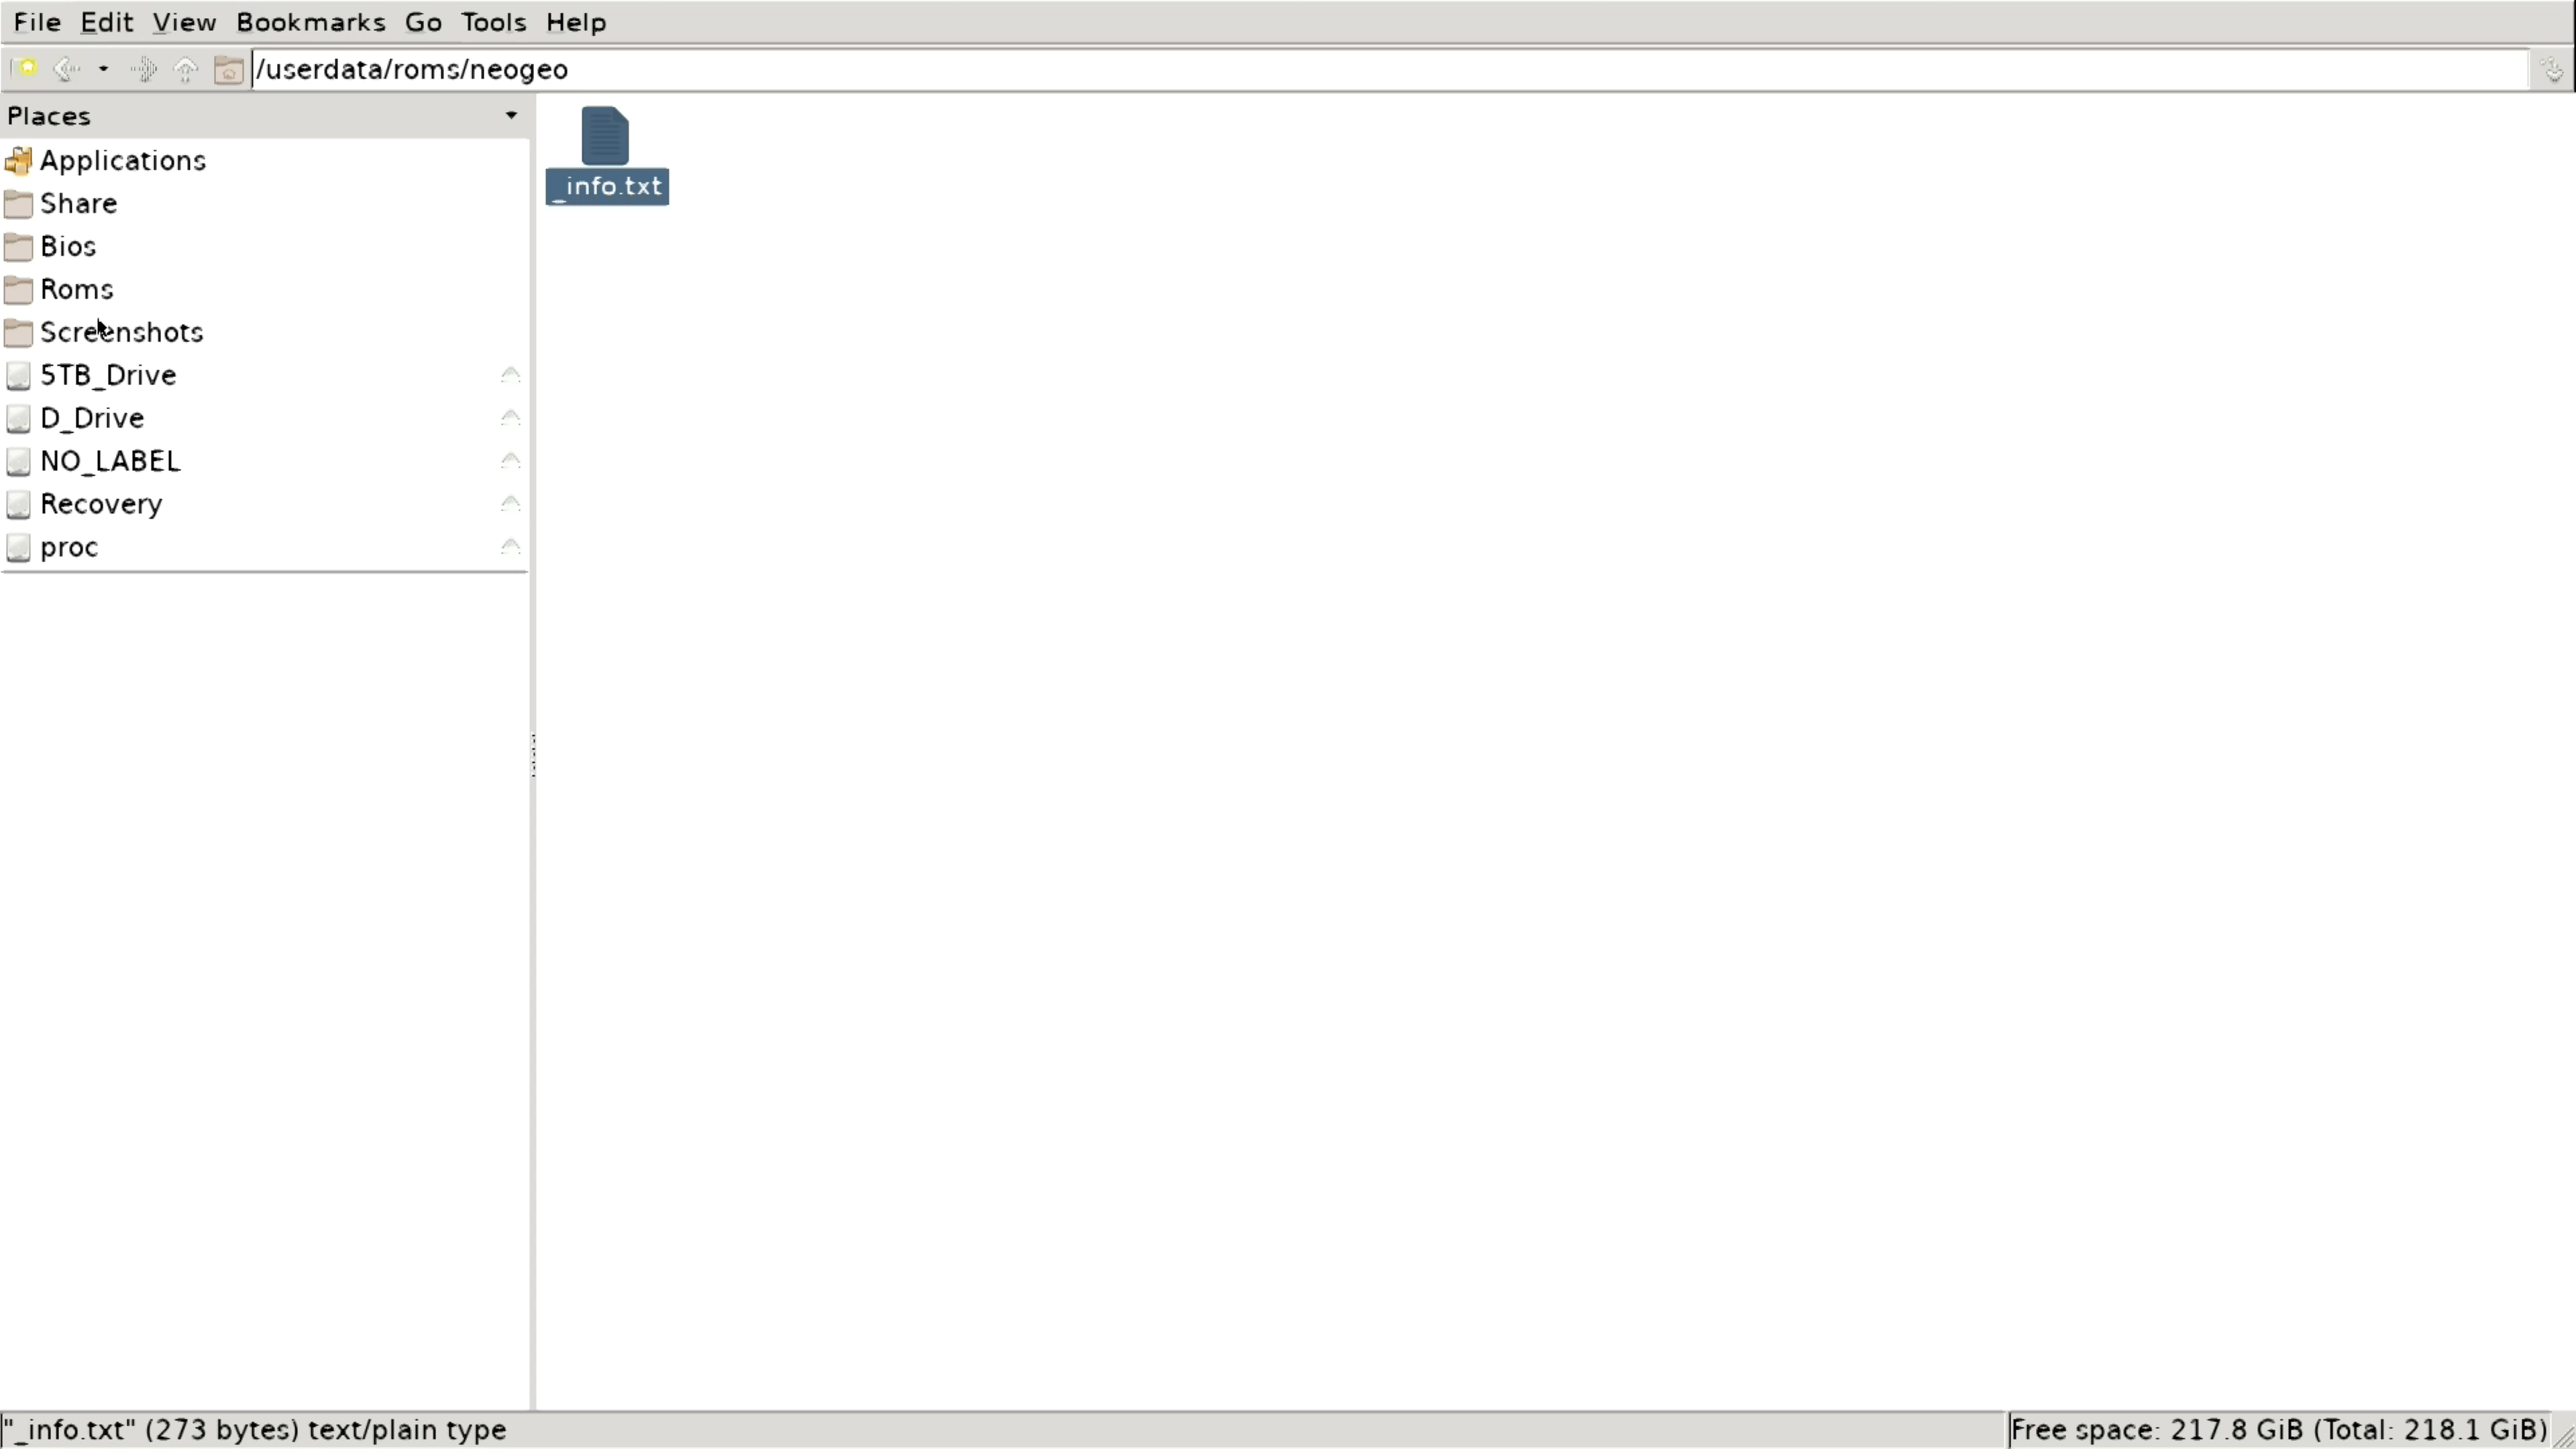 File Edit View Bookmarks Go Tools Help
/userdata/roms/neogeo
Places
Applications
Share
Bios
Roms
Screenshots
5TB_Drive
D_Drive
NO_LABEL
Recovery
proc
_info.txt
"_info.txt" (273 bytes) text/plain type
Free space: 217.8 GiB (Total: 218.1 GiB)